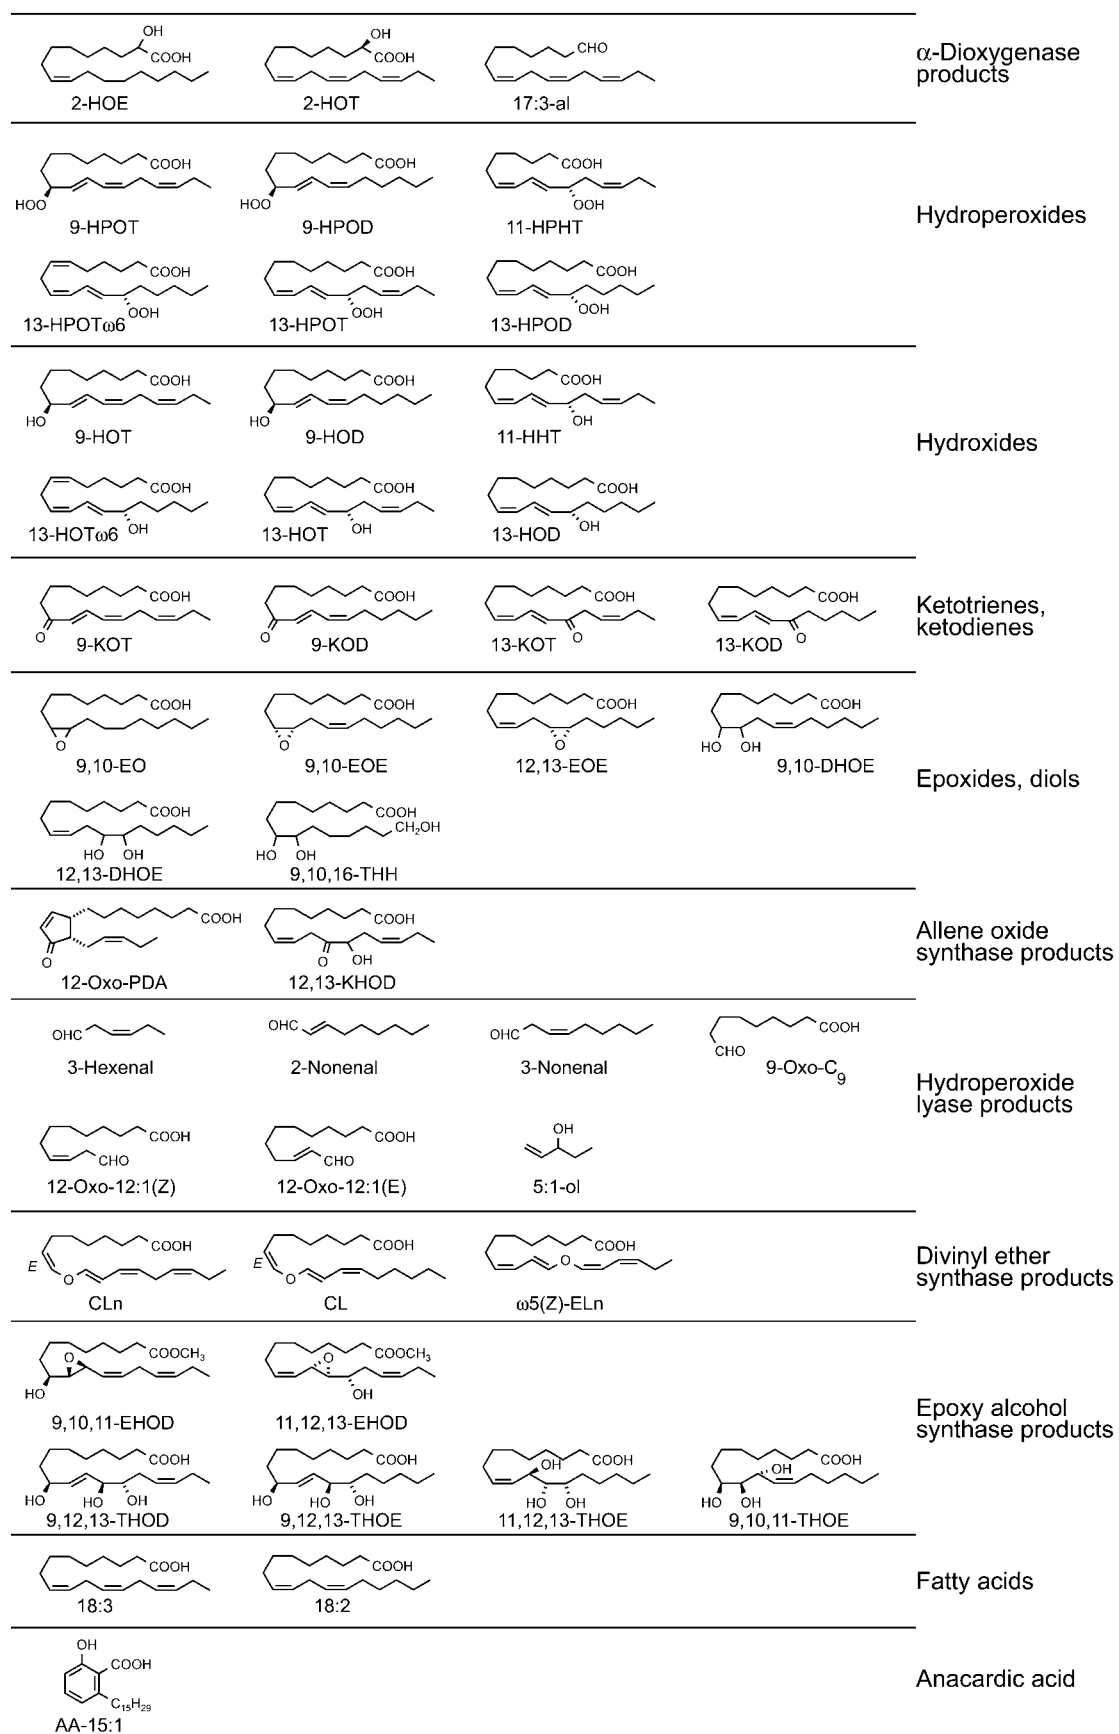 OH
COOH
2-HOE
OH
COOH
2-HOT
CHO
17:3-al
α-Dioxygenase
products
COOH
HOO
9-HPOT
COOH
HOO
9-HPOD
COOH
OOH
11-HPHT
Hydroperoxides
COOH
OOH
13-HPOTω6
COOH
OOH
13-HPOT
COOH
OOH
13-HPOD
COOH
HO
9-HOT
COOH
HO
9-HOD
COOH
OH
11-HHT
Hydroxides
COOH
OH
13-HOTω6
COOH
OH
13-HOT
COOH
OH
13-HOD
COOH
O
9-KOT
COOH
O
9-KOD
COOH
O
13-KOT
COOH
O
13-KOD
Ketotrienes,
ketodienes
COOH
O
9,10-EO
COOH
O
9,10-EOE
COOH
O
12,13-EOE
COOH
HO OH
9,10-DHOE
Epoxides, diols
COOH
HO OH
12,13-DHOE
COOH
CH2OH
HO OH
9,10,16-THH
COOH
O
12-Oxo-PDA
COOH
O OH
12,13-KHOD
Allene oxide
synthase products
OHC
3-Hexenal
OHC
2-Nonenal
OHC
3-Nonenal
COOH
CHO
9-Oxo-C9
Hydroperoxide
lyase products
COOH
CHO
12-Oxo-12:1(Z)
COOH
CHO
12-Oxo-12:1(E)
OH
5:1-ol
COOH
E
O
CLn
COOH
E
O
CL
COOH
O
ω5(Z)-ELn
Divinyl ether
synthase products
COOCH3
O
HO
9,10,11-EHOD
COOCH3
O
OH
11,12,13-EHOD
Epoxy alcohol
synthase products
COOH
HO HO OH
9,12,13-THOD
COOH
HO HO OH
9,12,13-THOE
COOH
OH
HO OH
11,12,13-THOE
COOH
OH
HO OH
9,10,11-THOE
COOH
18:3
COOH
18:2
Fatty acids
OH
COOH
C15H29
AA-15:1
Anacardic acid